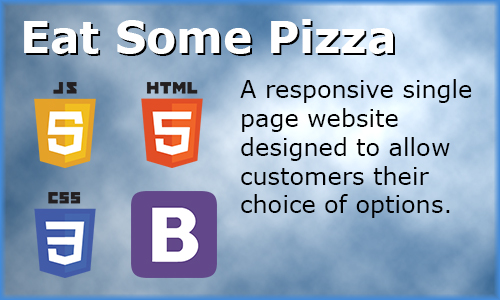 Eat Some Pizza
JS
HTML
5
5
CSS
3
B
A responsive single
page website
designed to allow
customers their
choice of options.